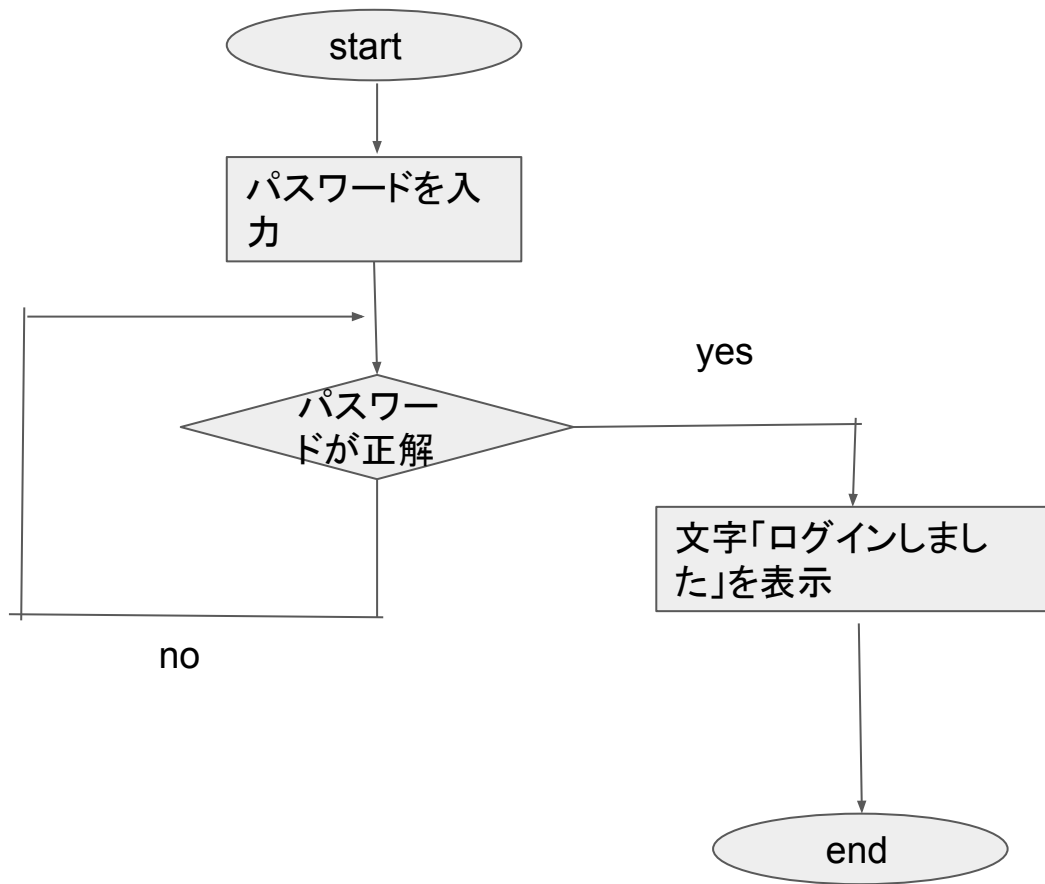 start
パスワードを入
力
yes
パスワー
ドが正解
文字「ログインしまし
た」を表示
no
end